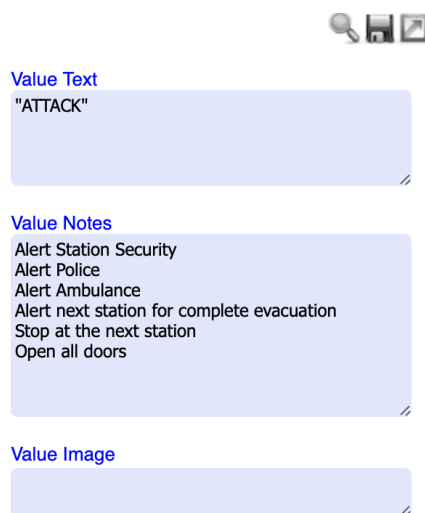 Value Text
"ATTACK"
Value Notes
Alert Station Security
Alert Police
Alert Ambulance
Alert next station for complete evacuation
Stop at the next station
Open all doors
Value Image